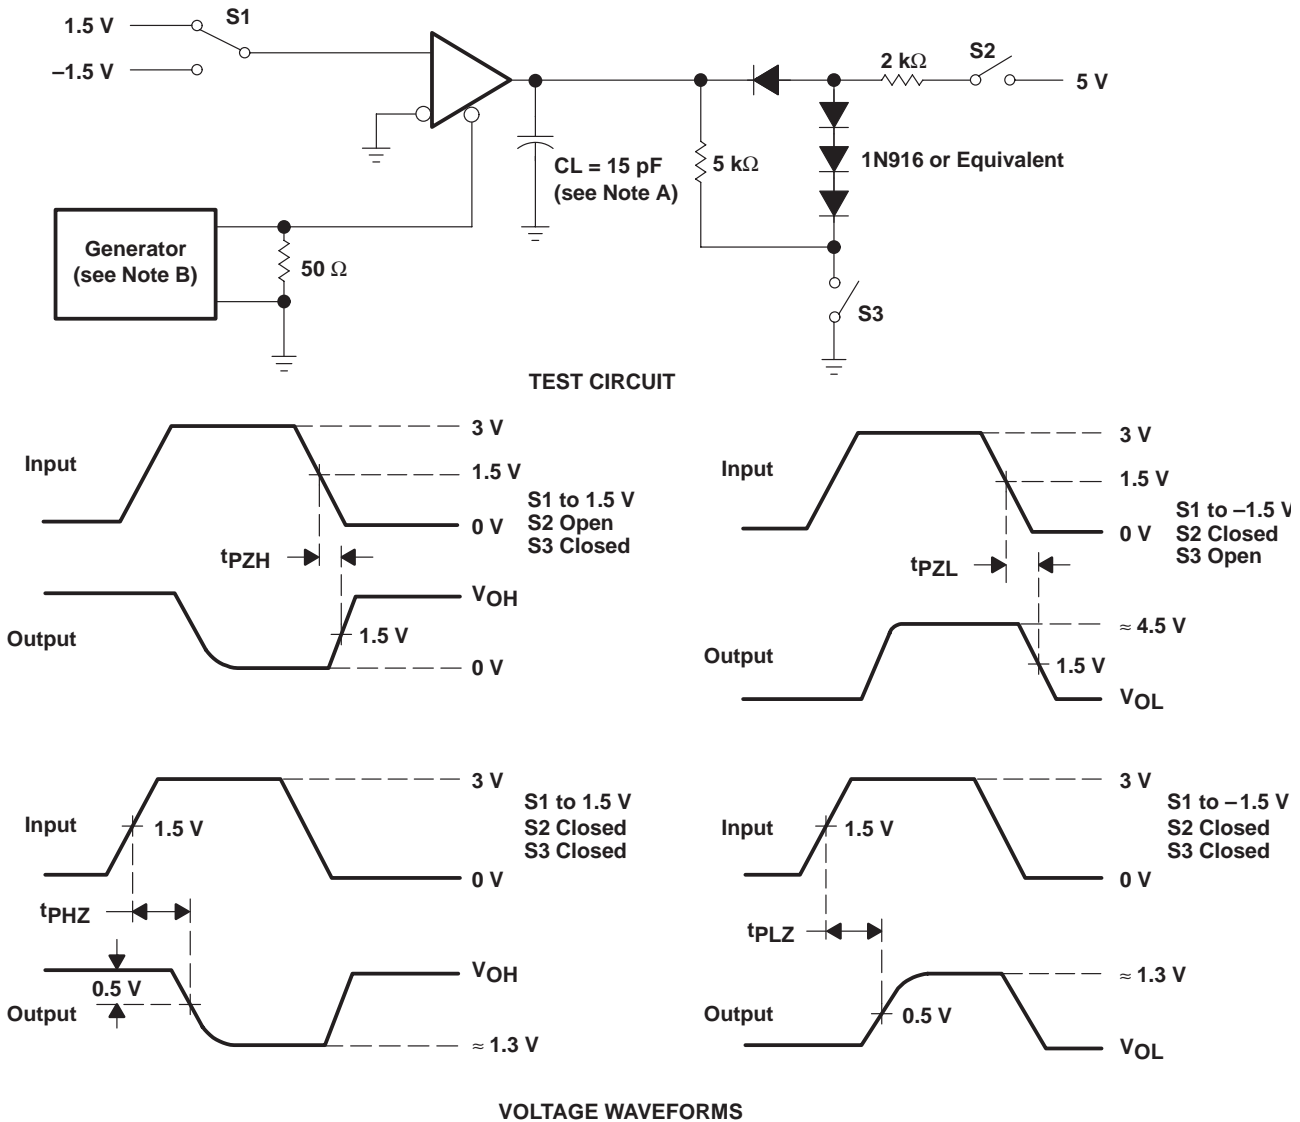 1.5 V
S1
–1.5 V
S2
2 kΩ
5 V
CL = 15 pF
(see Note A)
5 kΩ
1N916 or Equivalent
Generator
(see Note B)
50 Ω
S3
TEST CIRCUIT
Input
3 V
1.5 V
0 V
S1 to 1.5 V
S2 Open
S3 Closed
tPZH
Output
VOH
1.5 V
0 V
Input
3 V
1.5 V
0 V
S1 to –1.5 V
S2 Closed
S3 Open
tPZL
Output
≈ 4.5 V
1.5 V
VOL
Input
3 V
1.5 V
0 V
S1 to 1.5 V
S2 Closed
S3 Closed
tPHZ
0.5 V
Output
VOH
≈ 1.3 V
Input
3 V
1.5 V
0 V
S1 to –1.5 V
S2 Closed
S3 Closed
tPLZ
Output
≈ 1.3 V
0.5 V
VOL
VOLTAGE WAVEFORMS